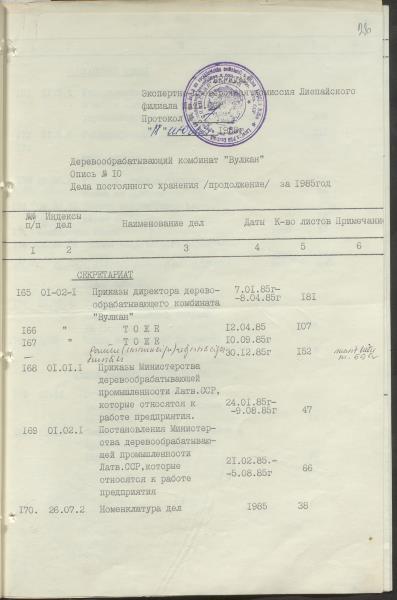 Экспертно
комиссия Лиепайского
филиала
Протокол
Деревообрабатывающий комбинат "Вулкан"
Опись № 10
Дела постоянного хранения /продолжение/ за 1985год
№№ п/п Индексы дел Наименование дел Даты К-во листов Примечание
1 2 3 4 5 6
СЕКРЕТАРИАТ
165 01-02-1 Приказы директора дерево- 7.01.85г-
обрабатывающего комбината -8.04.85г 181
"Вулкан"
166 " Т О Ж Е 12.04.85 107
167 " Т О Ж Е 10.09.85г
— 30.12.85г 152
168 01.01.1 Приказы Министерства
деревообрабатывающей
промышленности Латв.ССР,
которые относятся к 24.01.85г-
работе предприятия. -9.08.85г 47
169 01.02.1 Постановления Министер-
ства деревообрабатываю-
щей промышленности
Латв.ССР,которые 21.02.85.-
относятся к работе -5.08.85г 66
предприятия
170. 26.07.2 Номенклатура дел 1985 38